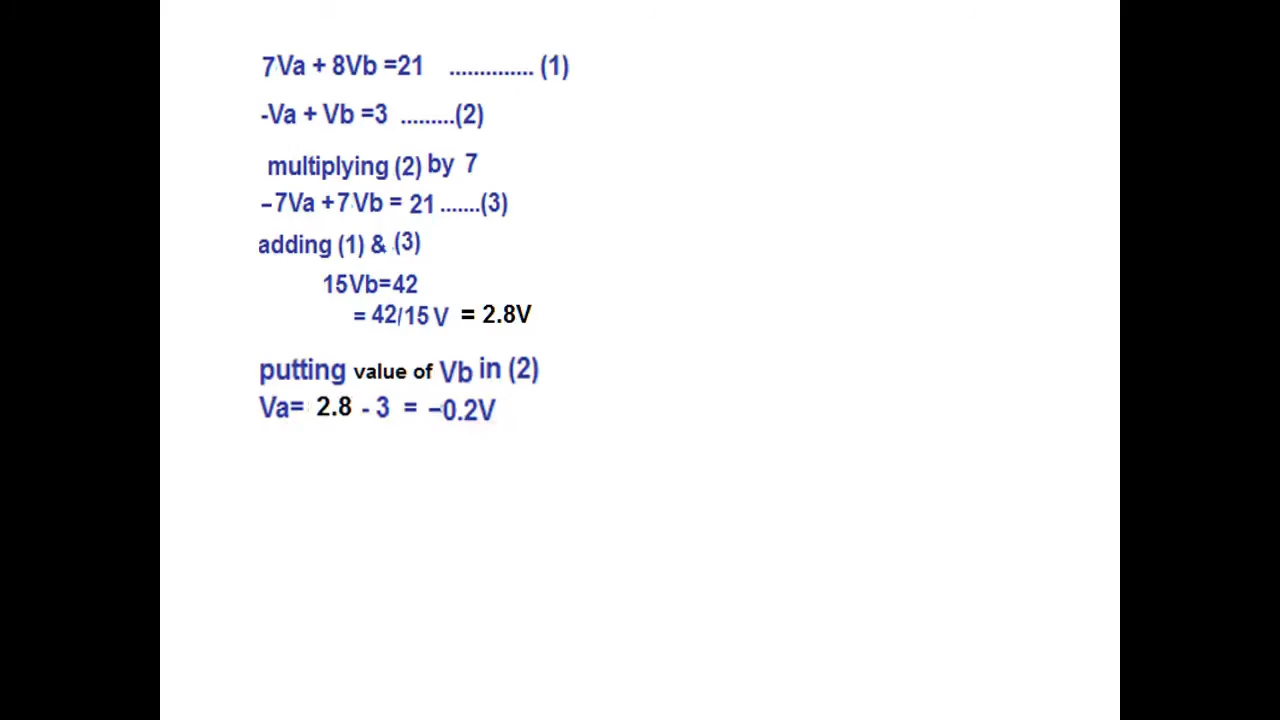 7Va + 8Vb =21 .............. (1)
-Va + Vb =3 .........(2)
multiplying (2) by 7
–7Va +7Vb = 21 .......(3)
adding (1) & (3)
15Vb=42
= 42/15 V = 2.8V
putting value of Vb in (2)
Va= 2.8 - 3 = –0.2V